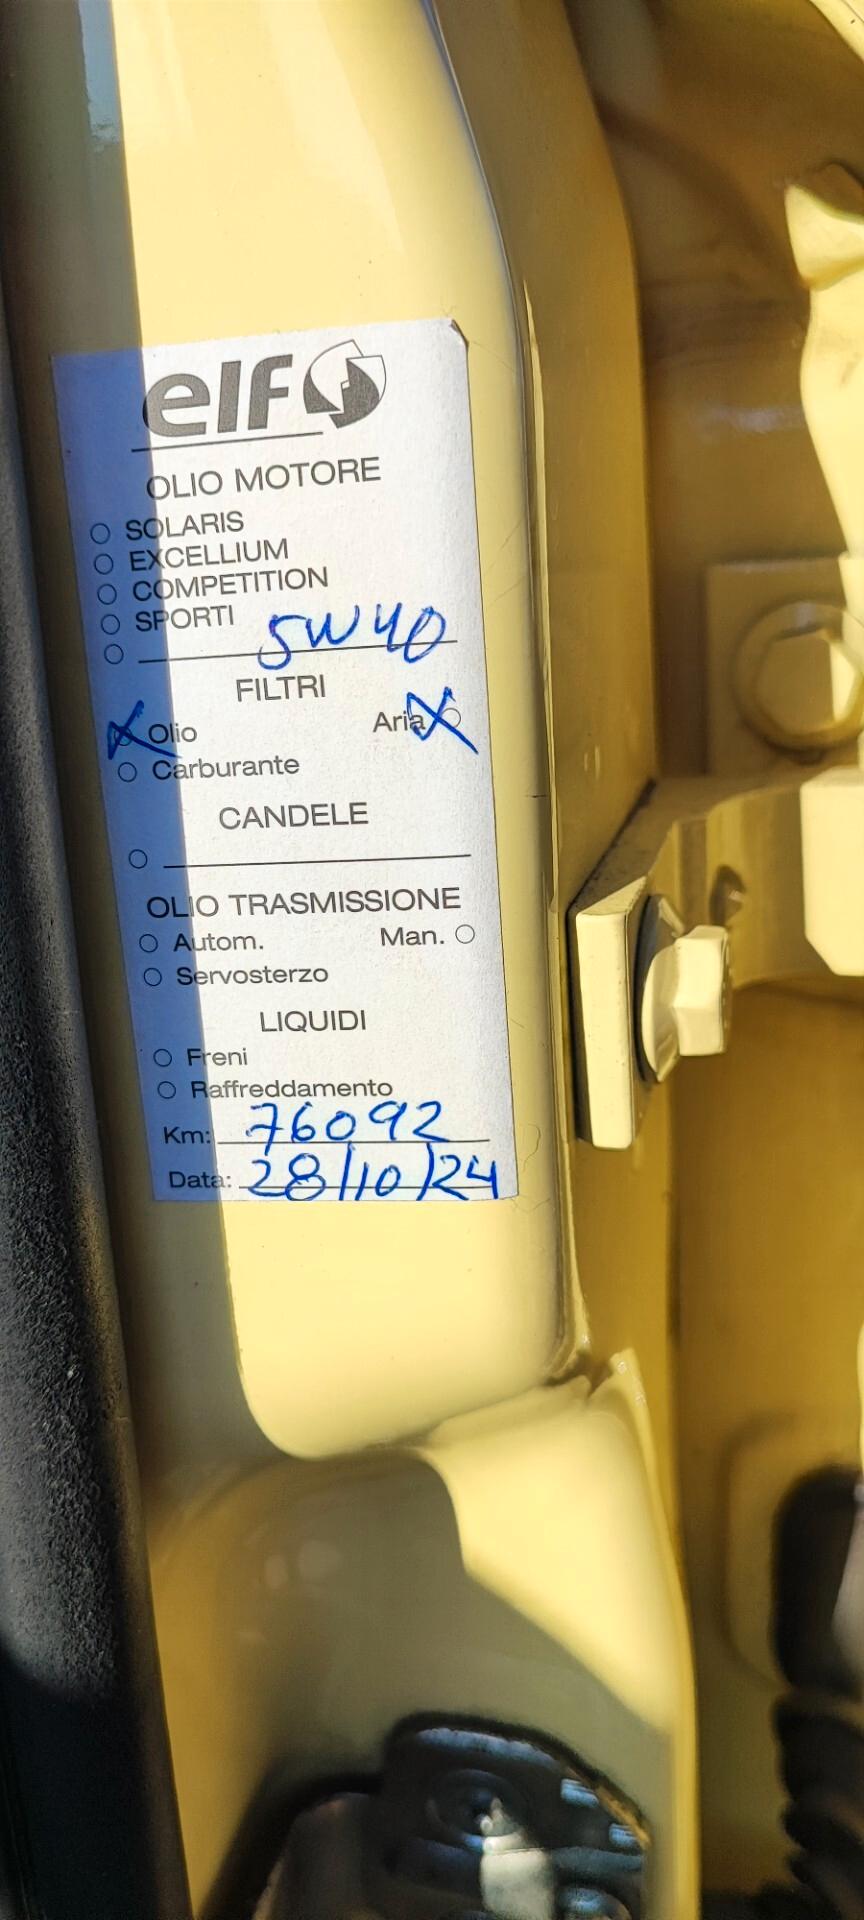 elf
OLIO MOTORE
SOLARIS
EXCELLIUM
COMPETITION
SPORTI
5W40
FILTRI
Olio Aria
Carburante
CANDELE
OLIO TRASMISSIONE
Autom. Man.
Servosterzo
LIQUIDI
Freni
Raffreddamento
Km: 76092
Data: 28/10/24